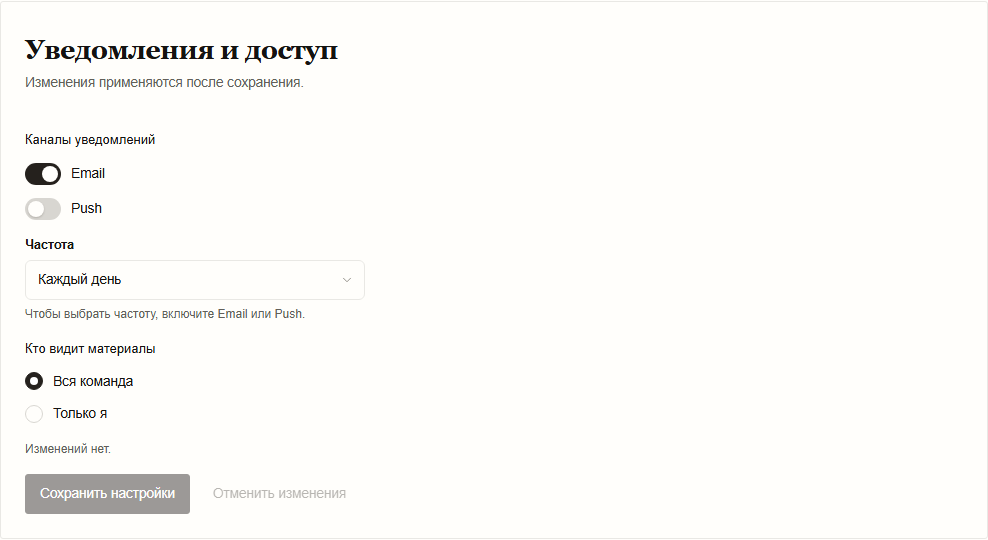 Уведомления и доступ
Изменения применяются после сохранения.
Каналы уведомлений
Email
Push
Частота
Каждый день
Чтобы выбрать частоту, включите Email или Push.
Кто видит материалы
Вся команда
Только я
Изменений нет.
Сохранить настройки
Отменить изменения